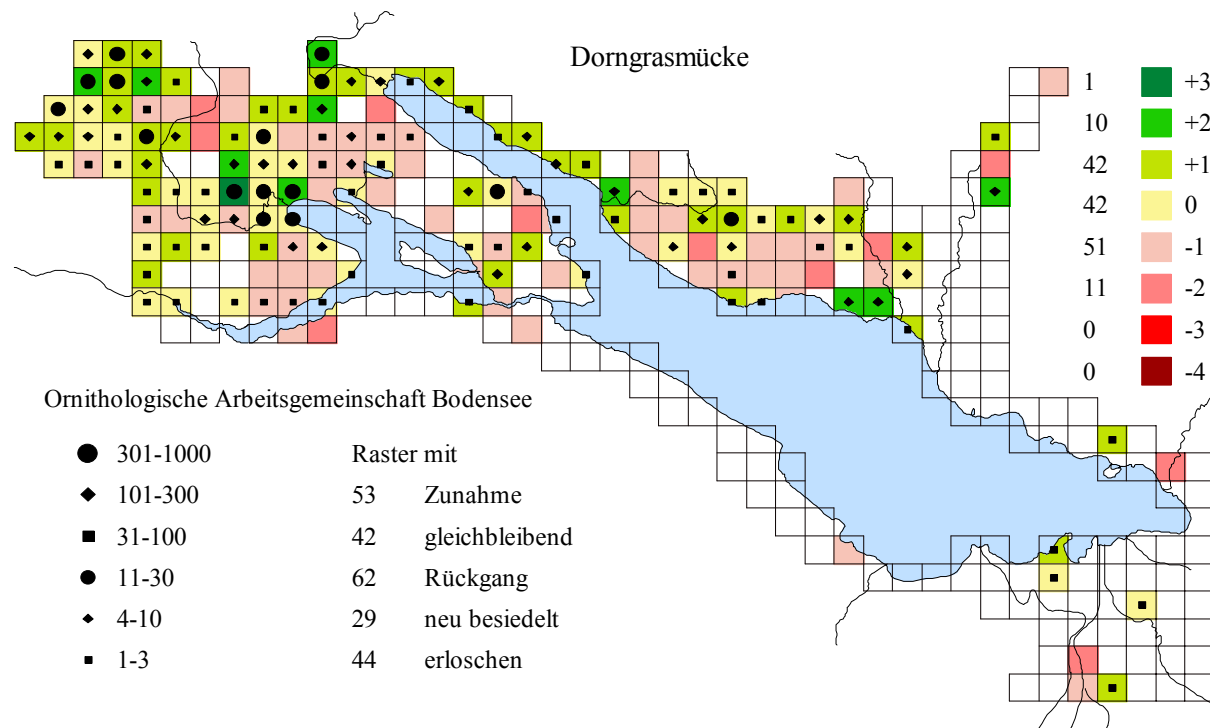 Dorngrasmücke
1 +3
10 +2
42 +1
42 0
51 -1
11 -2
0 -3
0 -4
Ornithologische Arbeitsgemeinschaft Bodensee
301-1000 Raster mit
101-300 53 Zunahme
31-100 42 gleichbleibend
11-30 62 Rückgang
4-10 29 neu besiedelt
1-3 44 erloschen